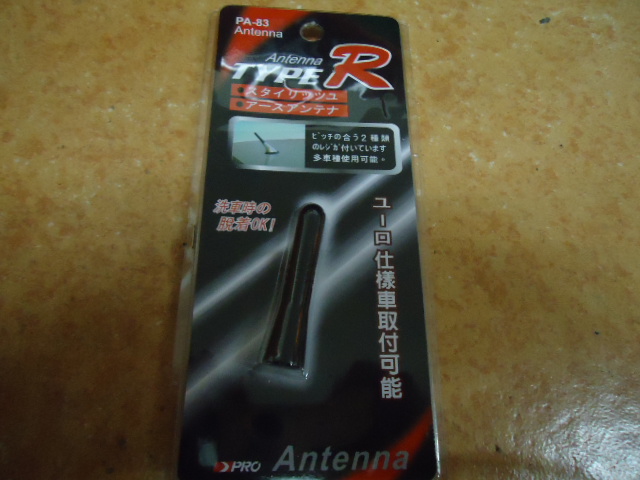 PA-83
Antenna
Antenna
TYPE R
スタイリッツユ
アースアンテナ
ピッチの合う2種類
のﾚｼﾞｶﾞ付いています
多車種使用可能。
洗車時の
脱着OK!
ユーロ仕様車取付可能
PRO
Antenna